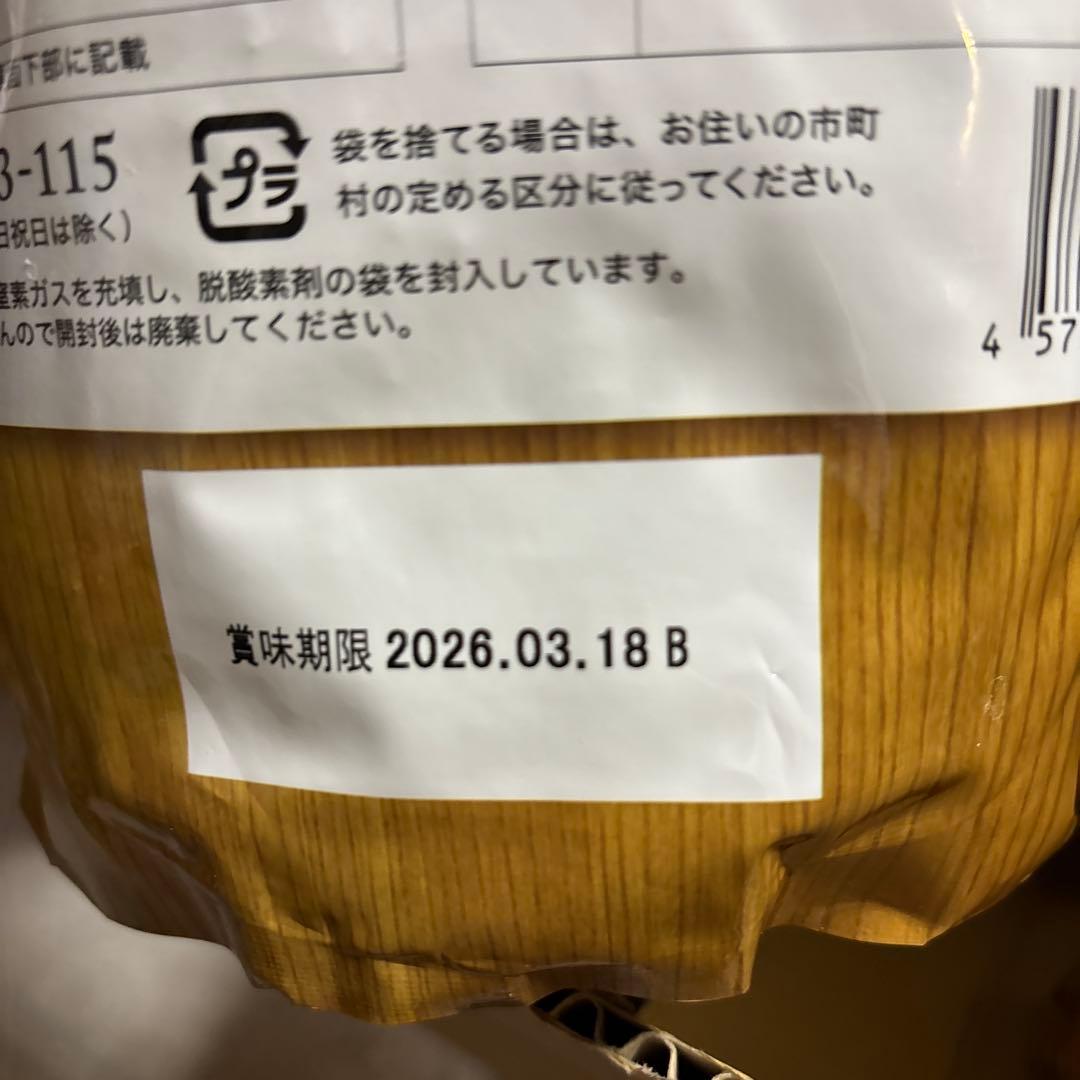 面下部に記載
3-115
日祝日は除く）
プラ
袋を捨てる場合は、お住いの市町
村の定める区分に従ってください。
窒素ガスを充填し、脱酸素剤の袋を封入しています。
んので開封後は廃棄してください。
4 57
賞味期限 2026.03.18 B